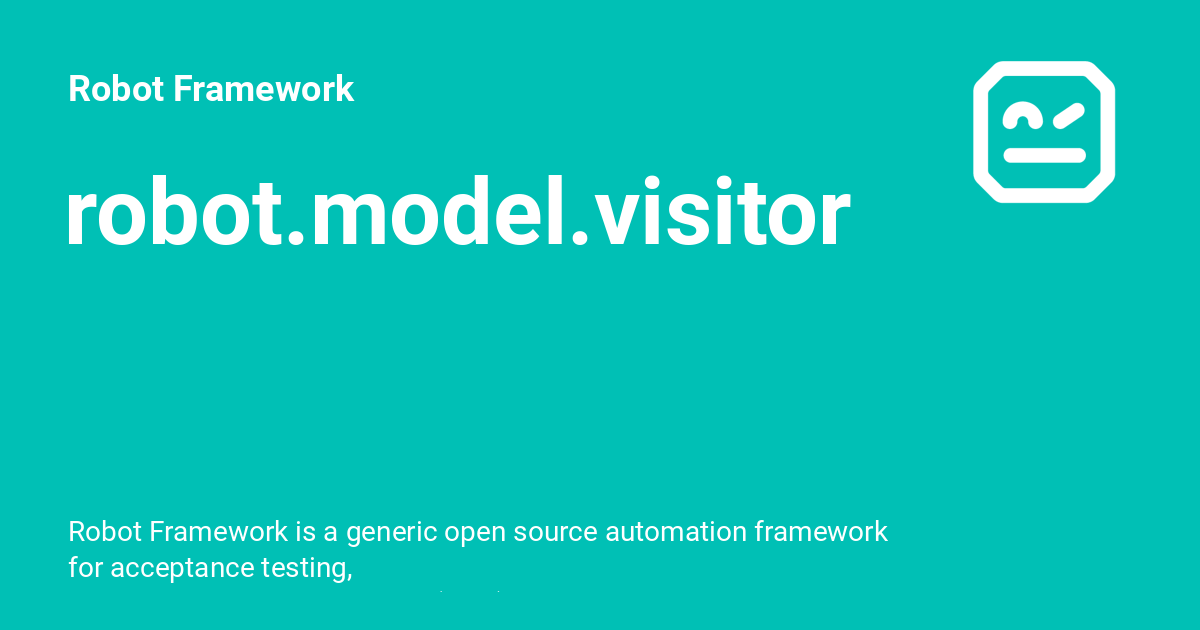 Robot Framework
robot.model.visitor
Robot Framework is a generic open source automation framework
for acceptance testing,